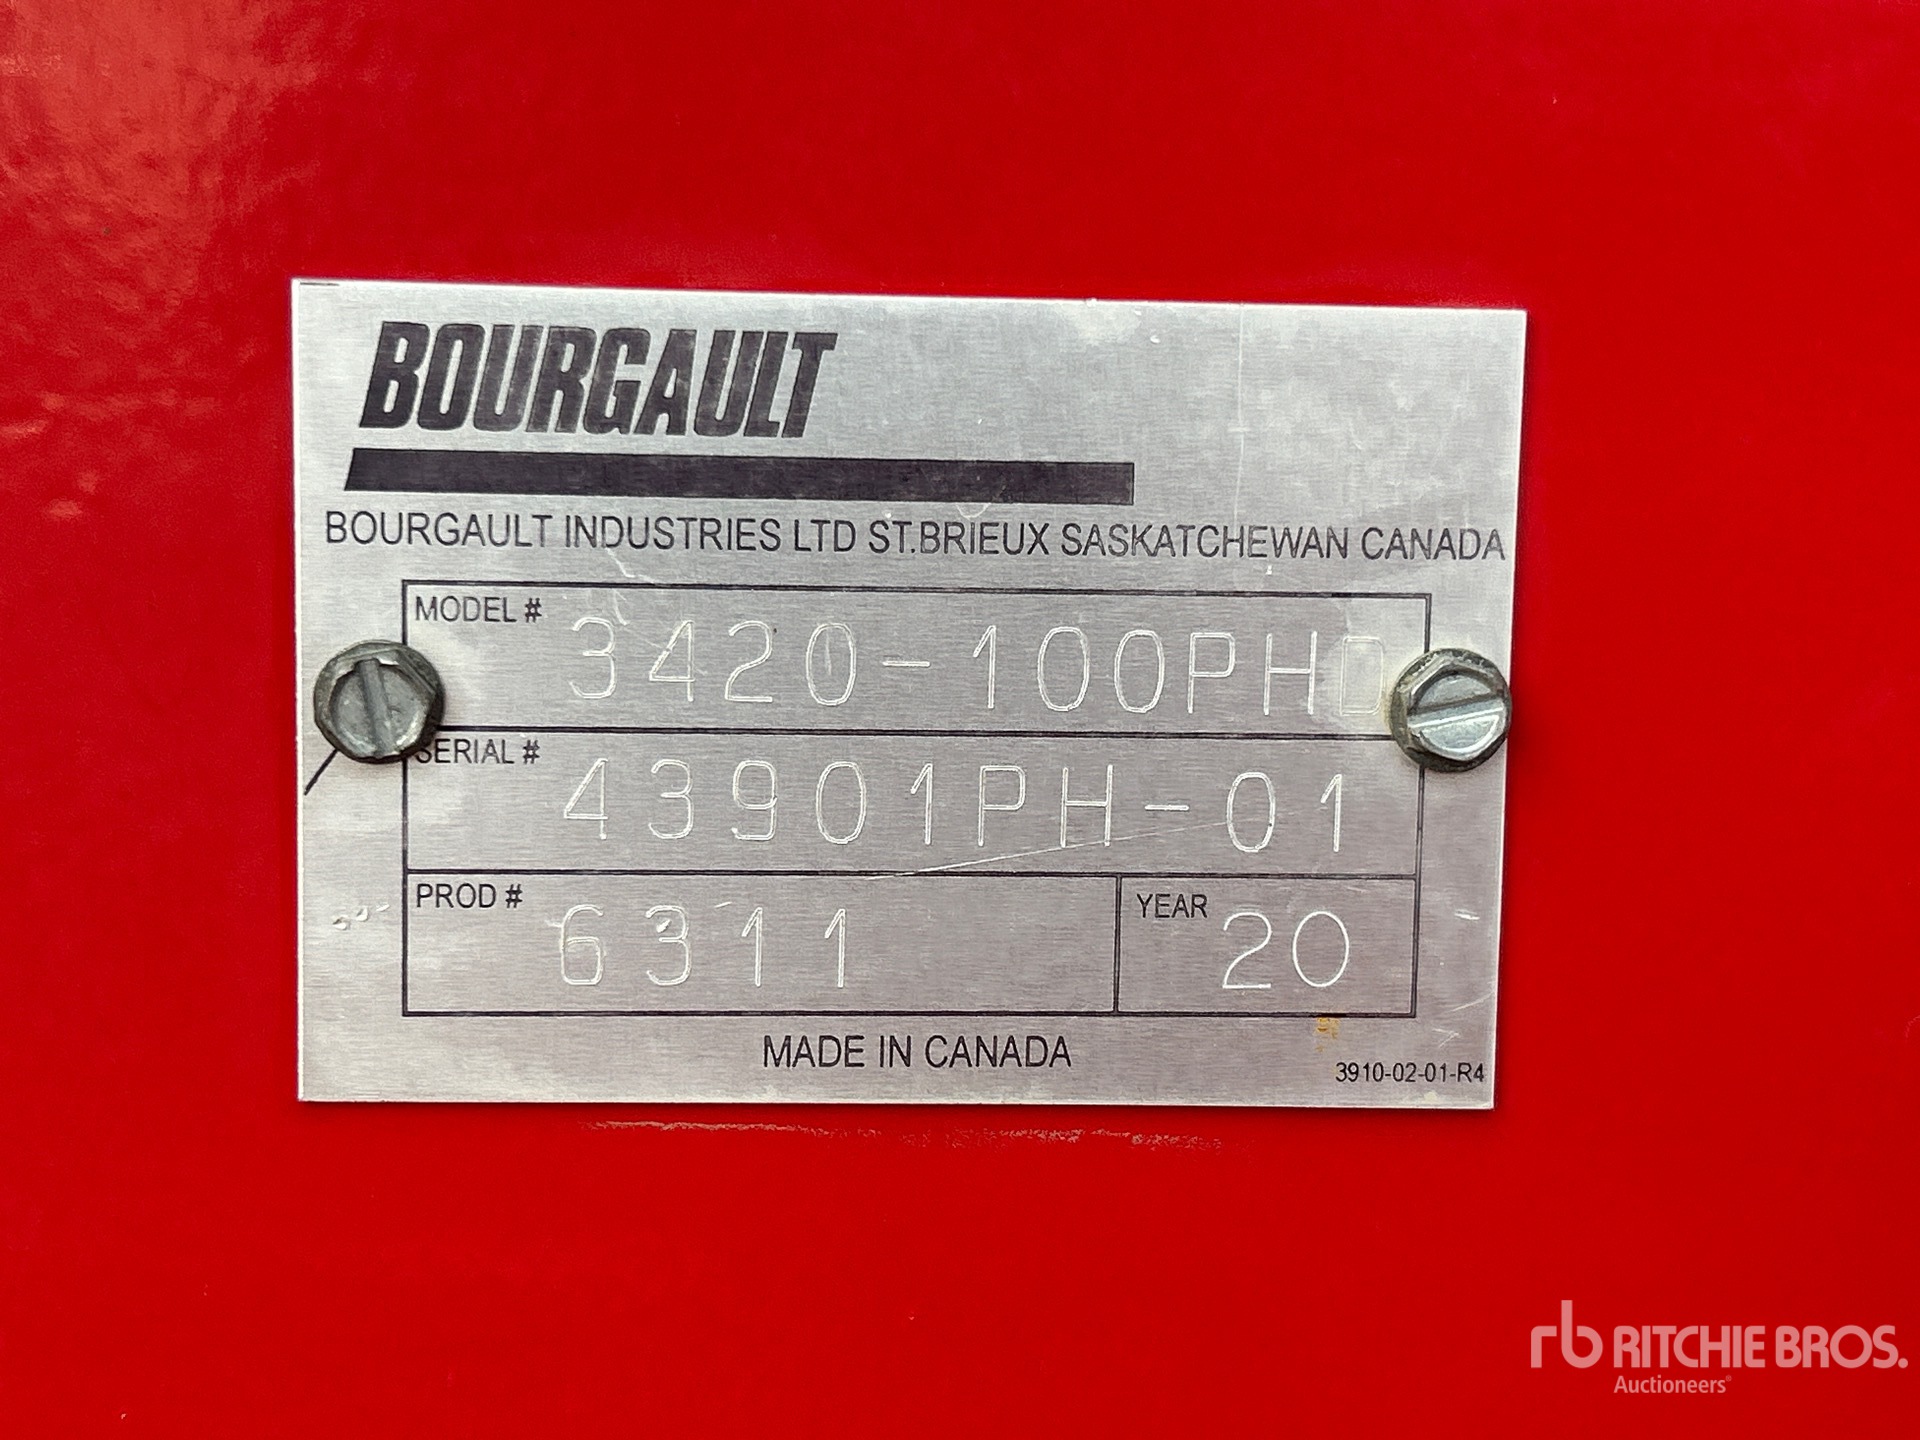 BOURGAULT
BOURGAULT INDUSTRIES LTD ST.BRIEUX SASKATCHEWAN CANADA
MODEL # 3420-100PHD
SERIAL # 43901PH-01
PROD # 6311 YEAR 20
MADE IN CANADA
3910-02-01-R4
rb RITCHIE BROS.
Auctioneers®